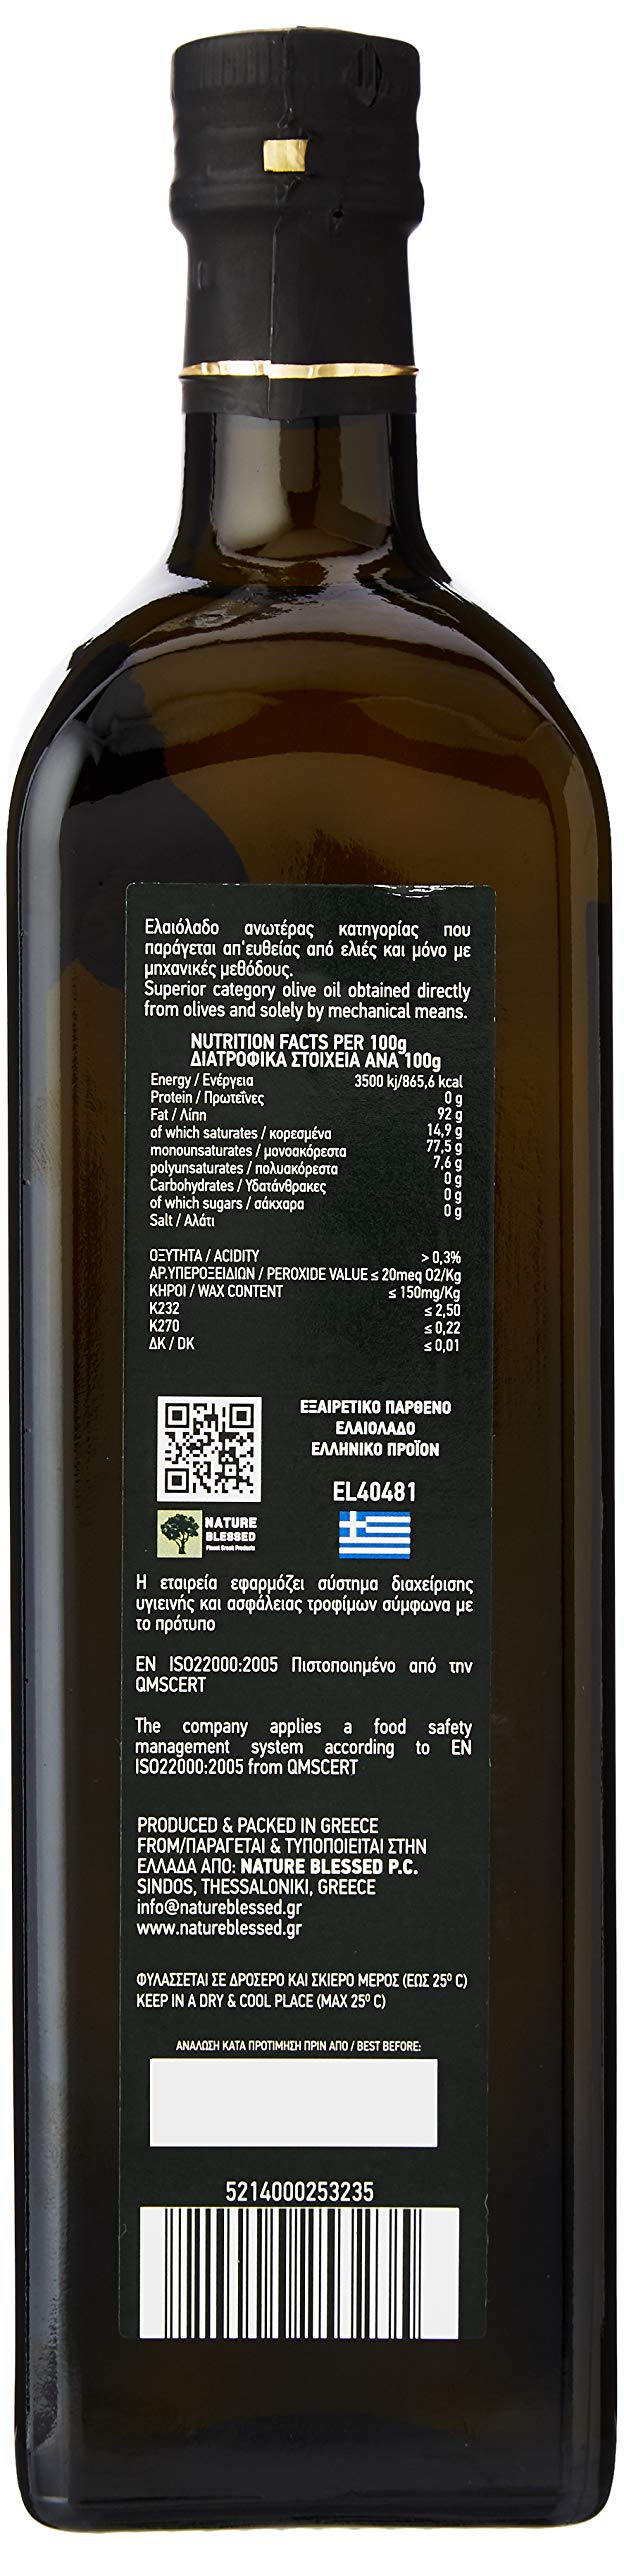 Ελαιόλαδο ανωτέρας κατηγορίας που
παράγεται απ'ευθείας από ελιές και μόνο με
μηχανικές μεθόδους.
Superior category olive oil obtained directly
from olives and solely by mechanical means.
NUTRITION FACTS PER 100g
ΔΙΑΤΡΟΦΙΚΑ ΣΤΟΙΧΕΙΑ ΑΝΑ 100g
Energy / Ενέργεια 3500 kj/865,6 kcal
Protein / Πρωτεΐνες 0 g
Fat / Λίπη 92 g
of which saturates / κορεσμένα 14,9 g
monounsaturates / μονοακόρεστα 77,5 g
polyunsaturates / πολυακόρεστα 7,6 g
Carbohydrates / Υδατάνθρακες 0 g
of which sugars / σάκχαρα 0 g
Salt / Αλάτι 0 g
ΟΞΥΤΗΤΑ / ACIDITY > 0,3%
ΑΡ.ΥΠΕΡΟΞΕΙΔΙΩΝ / PEROXIDE VALUE ≤ 20meq O2/Kg
ΚΗΡΟΙ / WAX CONTENT ≤ 150mg/Kg
K232 ≤ 2,50
K270 ≤ 0,22
ΔΚ / DK ≤ 0,01
ΕΞΑΙΡΕΤΙΚΟ ΠΑΡΘΕΝΟ
ΕΛΑΙΟΛΑΔΟ
ΕΛΛΗΝΙΚΟ ΠΡΟΪΟΝ
EL40481
NATURE
BLESSED
Finest Greek Products
Η εταιρεία εφαρμόζει σύστημα διαχείρισης
υγιεινής και ασφάλειας τροφίμων σύμφωνα με
το πρότυπο
EN ISO22000:2005 Πιστοποιημένο από την
QMSCERT
The company applies a food safety
management system according to EN
ISO22000:2005 from QMSCERT
PRODUCED & PACKED IN GREECE
FROM/ΠΑΡΑΓΕΤΑΙ & ΤΥΠΟΠΟΙΕΙΤΑΙ ΣΤΗΝ
ΕΛΛΑΔΑ ΑΠΟ: NATURE BLESSED P.C.
SINDOS, THESSALONIKI, GREECE
info@natureblessed.gr
www.natureblessed.gr
ΦΥΛΑΣΣΕΤΑΙ ΣΕ ΔΡΟΣΕΡΟ ΚΑΙ ΣΚΙΕΡΟ ΜΕΡΟΣ (ΕΩΣ 25⁰ C)
KEEP IN A DRY & COOL PLACE (MAX 25⁰ C)
ΑΝΑΛΩΣΗ ΚΑΤΑ ΠΡΟΤΙΜΗΣΗ ΠΡΙΝ ΑΠΟ / BEST BEFORE:
5214000253235